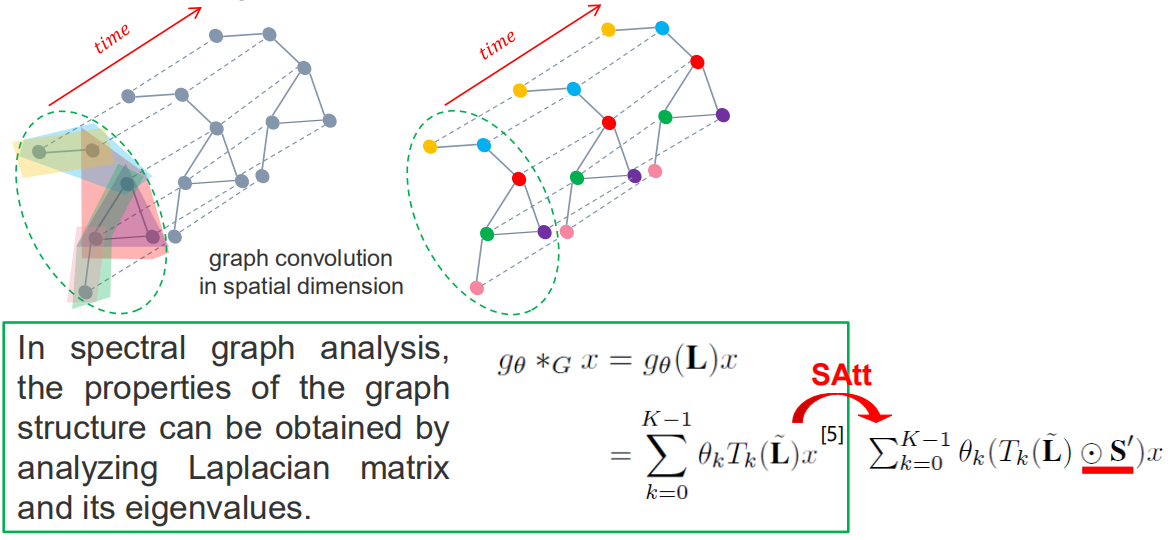 time
time
graph convolution
in spatial dimension
In spectral graph analysis,
the properties of the graph
structure can be obtained by
analyzing Laplacian matrix
and its eigenvalues.
g_θ *_G x = g_θ(𝐋)x
= ∑_{k=0}^{K−1} θ_k T_k(𝐋̃)x [5]
SAtt
∑_{k=0}^{K−1} θ_k(T_k(𝐋̃) ⊙ 𝐒′)x